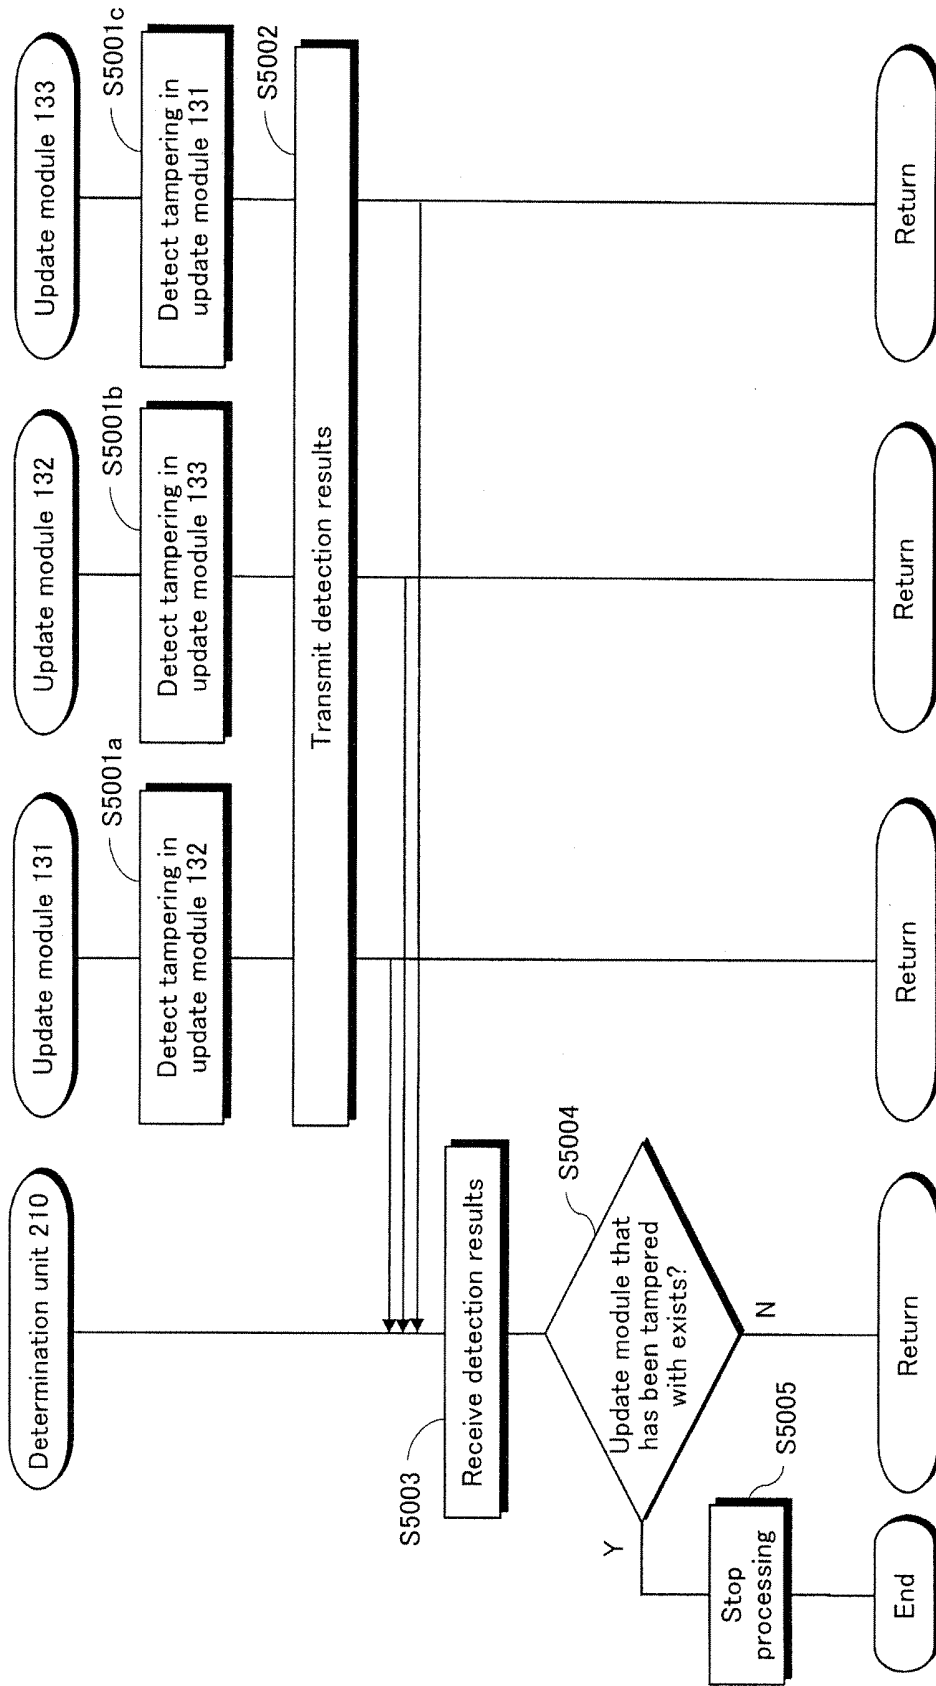 Determination unit 210
Update module 131
Update module 132
Update module 133
S5001a
Detect tampering in
update module 132
S5001b
Detect tampering in
update module 133
S5001c
Detect tampering in
update module 131
S5002
Transmit detection results
S5003
Receive detection results
S5004
Update module that
has been tampered
with exists?
Y
N
S5005
Stop
processing
End
Return
Return
Return
Return